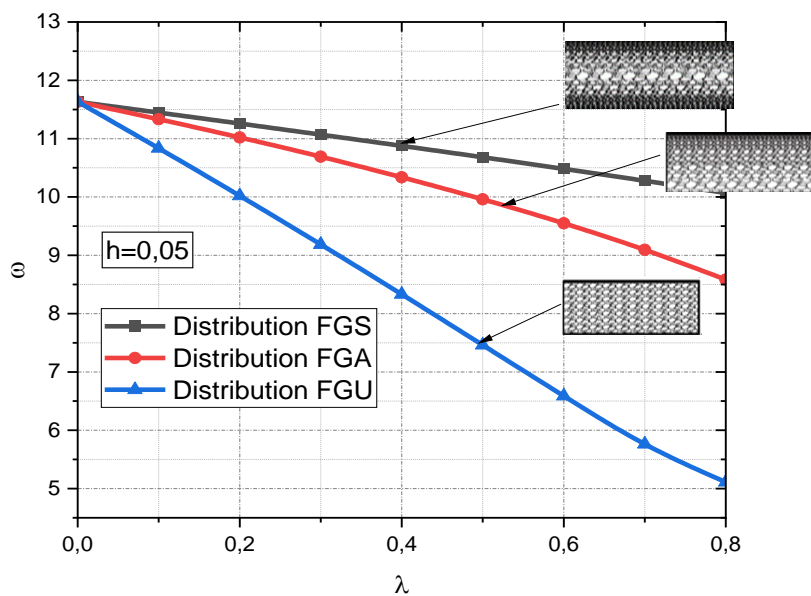 13
12
11
10
9
8
7
6
5
ω
h=0,05
Distribution FGS
Distribution FGA
Distribution FGU
0,0 0,2 0,4 0,6 0,8
λ